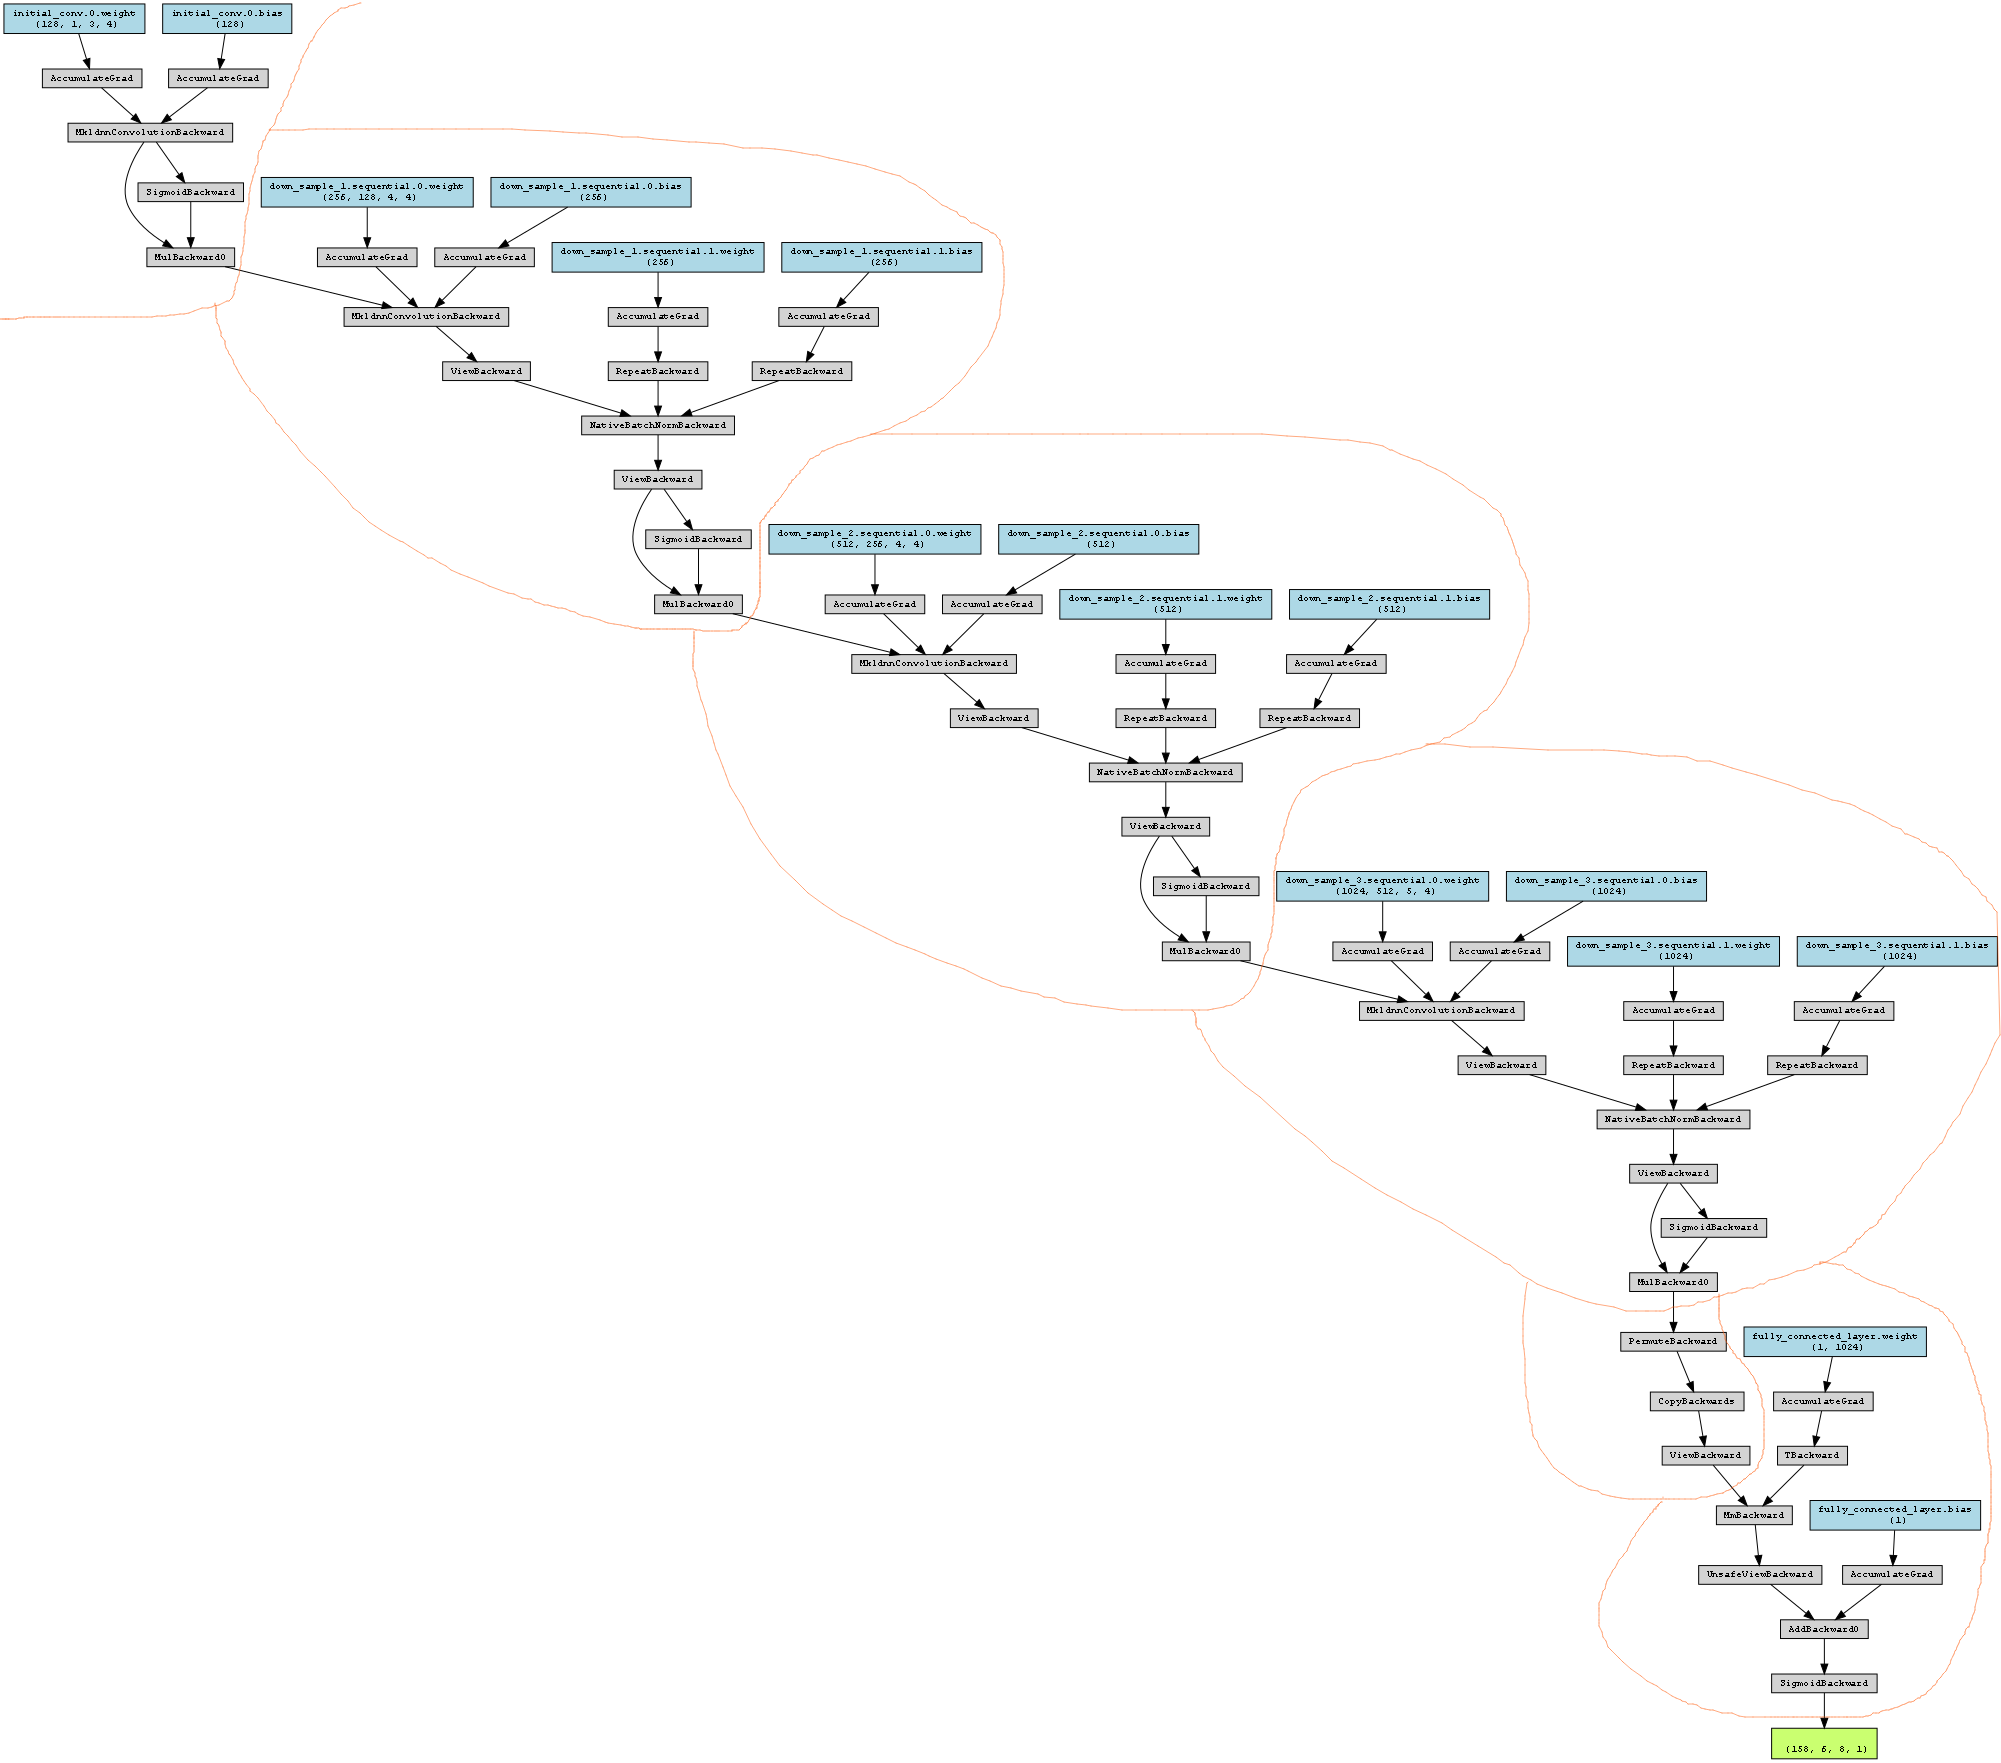 initial_conv.0.weight
(128, 1, 3, 4)
initial_conv.0.bias
(128)
AccumulateGrad
AccumulateGrad
MkldnnConvolutionBackward
SigmoidBackward
MulBackward0
down_sample_1.sequential.0.weight
(256, 128, 4, 4)
down_sample_1.sequential.0.bias
(256)
AccumulateGrad
AccumulateGrad
down_sample_1.sequential.1.weight
(256)
down_sample_1.sequential.1.bias
(256)
MkldnnConvolutionBackward
AccumulateGrad
AccumulateGrad
ViewBackward
RepeatBackward
RepeatBackward
NativeBatchNormBackward
ViewBackward
SigmoidBackward
MulBackward0
down_sample_2.sequential.0.weight
(512, 256, 4, 4)
down_sample_2.sequential.0.bias
(512)
AccumulateGrad
AccumulateGrad
down_sample_2.sequential.1.weight
(512)
down_sample_2.sequential.1.bias
(512)
MkldnnConvolutionBackward
AccumulateGrad
AccumulateGrad
ViewBackward
RepeatBackward
RepeatBackward
NativeBatchNormBackward
ViewBackward
SigmoidBackward
MulBackward0
down_sample_3.sequential.0.weight
(1024, 512, 5, 4)
down_sample_3.sequential.0.bias
(1024)
AccumulateGrad
AccumulateGrad
down_sample_3.sequential.1.weight
(1024)
down_sample_3.sequential.1.bias
(1024)
MkldnnConvolutionBackward
AccumulateGrad
AccumulateGrad
ViewBackward
RepeatBackward
RepeatBackward
NativeBatchNormBackward
ViewBackward
SigmoidBackward
MulBackward0
PermuteBackward
fully_connected_layer.weight
(1, 1024)
CopyBackwards
AccumulateGrad
ViewBackward
TBackward
MmBackward
fully_connected_layer.bias
(1)
UnsafeViewBackward
AccumulateGrad
AddBackward0
SigmoidBackward
(158, 6, 8, 1)